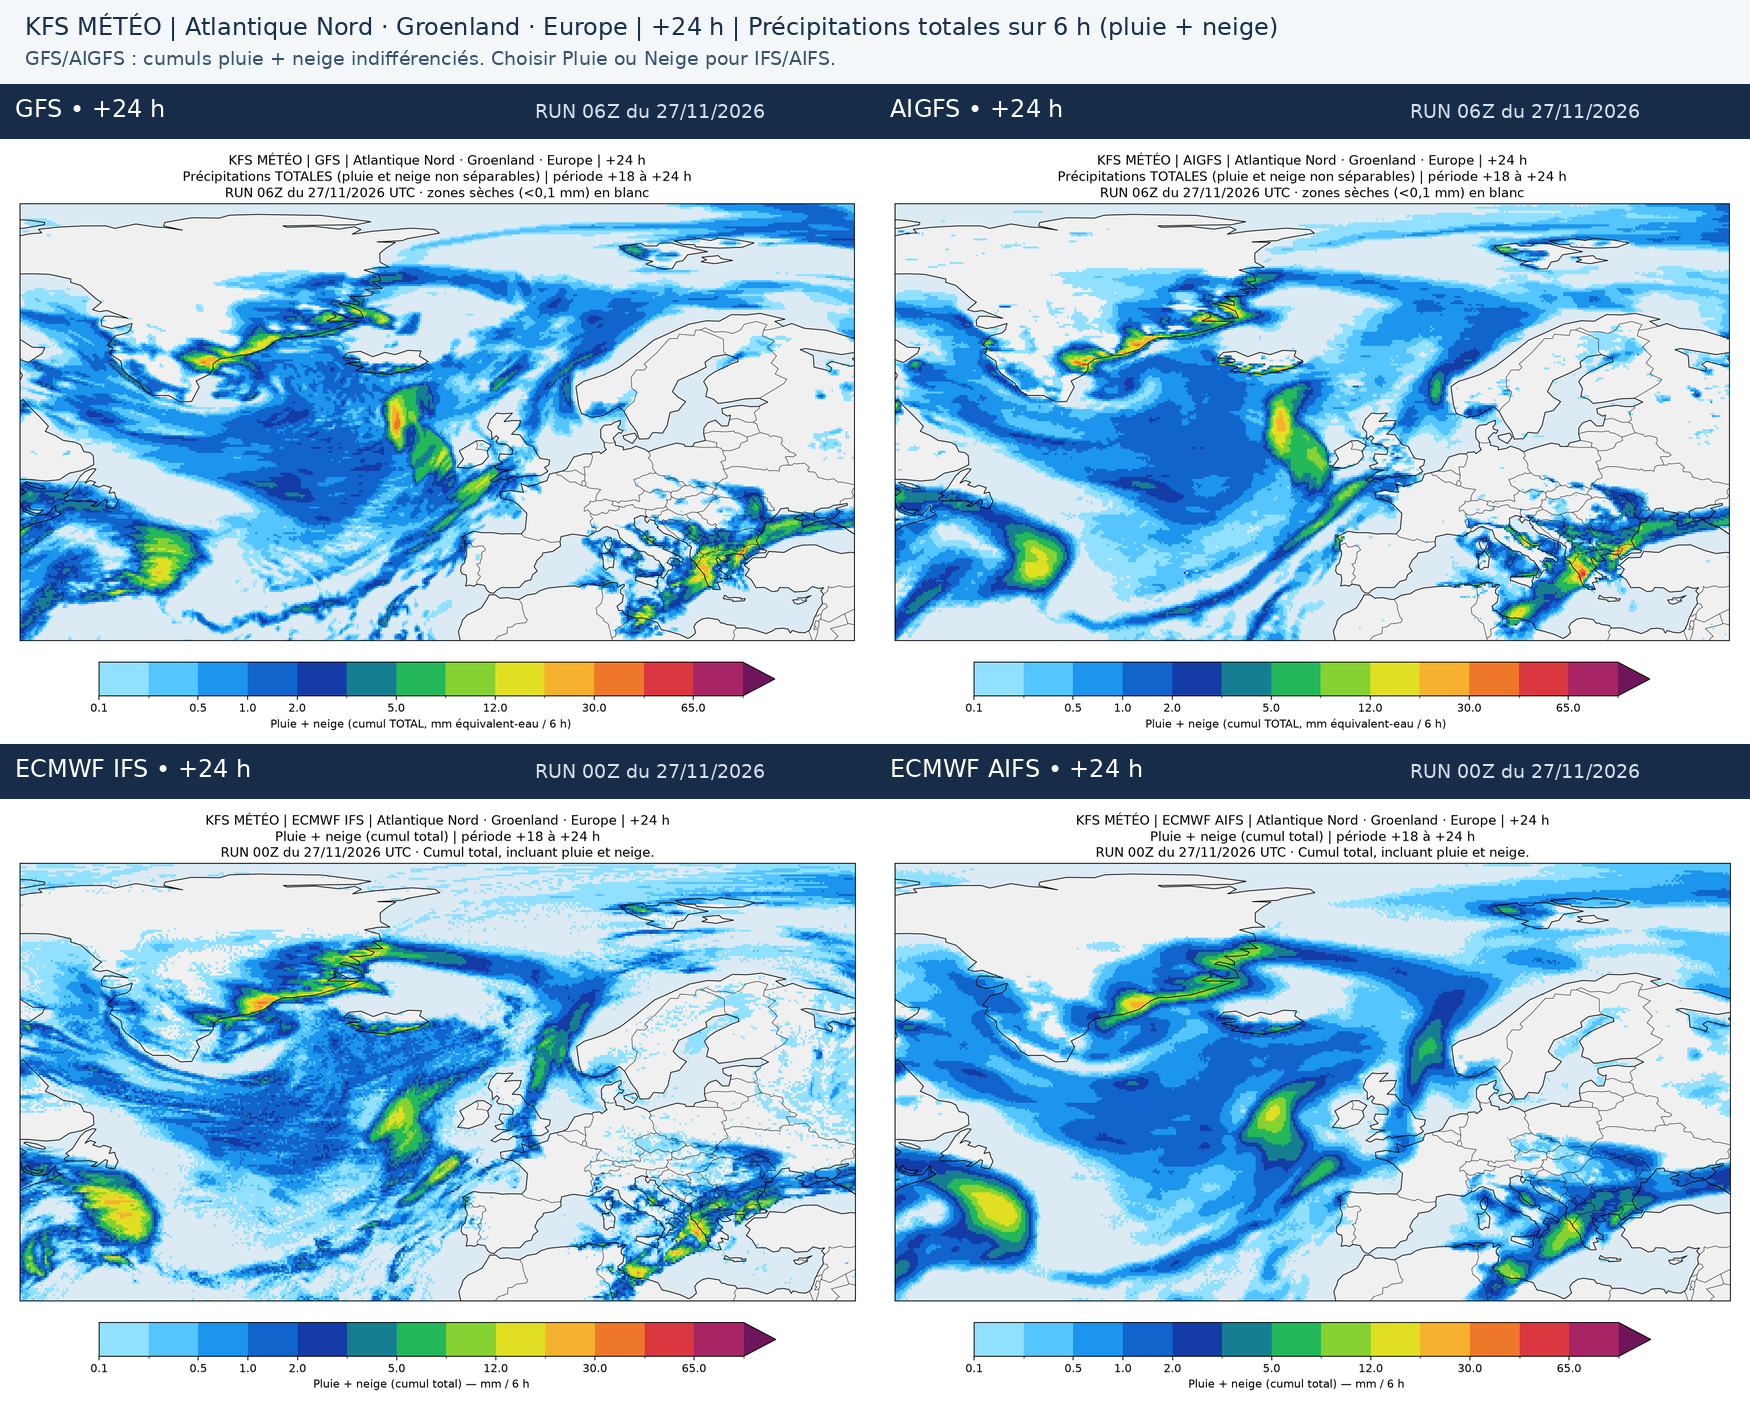 KFS MÉTÉO | Atlantique Nord · Groenland · Europe | +24 h | Précipitations totales sur 6 h (pluie + neige)
GFS/AIGFS : cumuls pluie + neige indifférenciés. Choisir Pluie ou Neige pour IFS/AIFS.
GFS • +24 h RUN 06Z du 27/11/2026
AIGFS • +24 h RUN 06Z du 27/11/2026
KFS MÉTÉO | GFS | Atlantique Nord · Groenland · Europe | +24 h
Précipitations TOTALES (pluie et neige non séparables) | période +18 à +24 h
RUN 06Z du 27/11/2026 UTC · zones sèches (<0,1 mm) en blanc
KFS MÉTÉO | AIGFS | Atlantique Nord · Groenland · Europe | +24 h
Précipitations TOTALES (pluie et neige non séparables) | période +18 à +24 h
RUN 06Z du 27/11/2026 UTC · zones sèches (<0,1 mm) en blanc
0.1 0.5 1.0 2.0 5.0 12.0 30.0 65.0
Pluie + neige (cumul TOTAL, mm équivalent-eau / 6 h)
0.1 0.5 1.0 2.0 5.0 12.0 30.0 65.0
Pluie + neige (cumul TOTAL, mm équivalent-eau / 6 h)
ECMWF IFS • +24 h RUN 00Z du 27/11/2026
ECMWF AIFS • +24 h RUN 00Z du 27/11/2026
KFS MÉTÉO | ECMWF IFS | Atlantique Nord · Groenland · Europe | +24 h
Pluie + neige (cumul total) | période +18 à +24 h
RUN 00Z du 27/11/2026 UTC · Cumul total, incluant pluie et neige.
KFS MÉTÉO | ECMWF AIFS | Atlantique Nord · Groenland · Europe | +24 h
Pluie + neige (cumul total) | période +18 à +24 h
RUN 00Z du 27/11/2026 UTC · Cumul total, incluant pluie et neige.
0.1 0.5 1.0 2.0 5.0 12.0 30.0 65.0
Pluie + neige (cumul total) — mm / 6 h
0.1 0.5 1.0 2.0 5.0 12.0 30.0 65.0
Pluie + neige (cumul total) — mm / 6 h